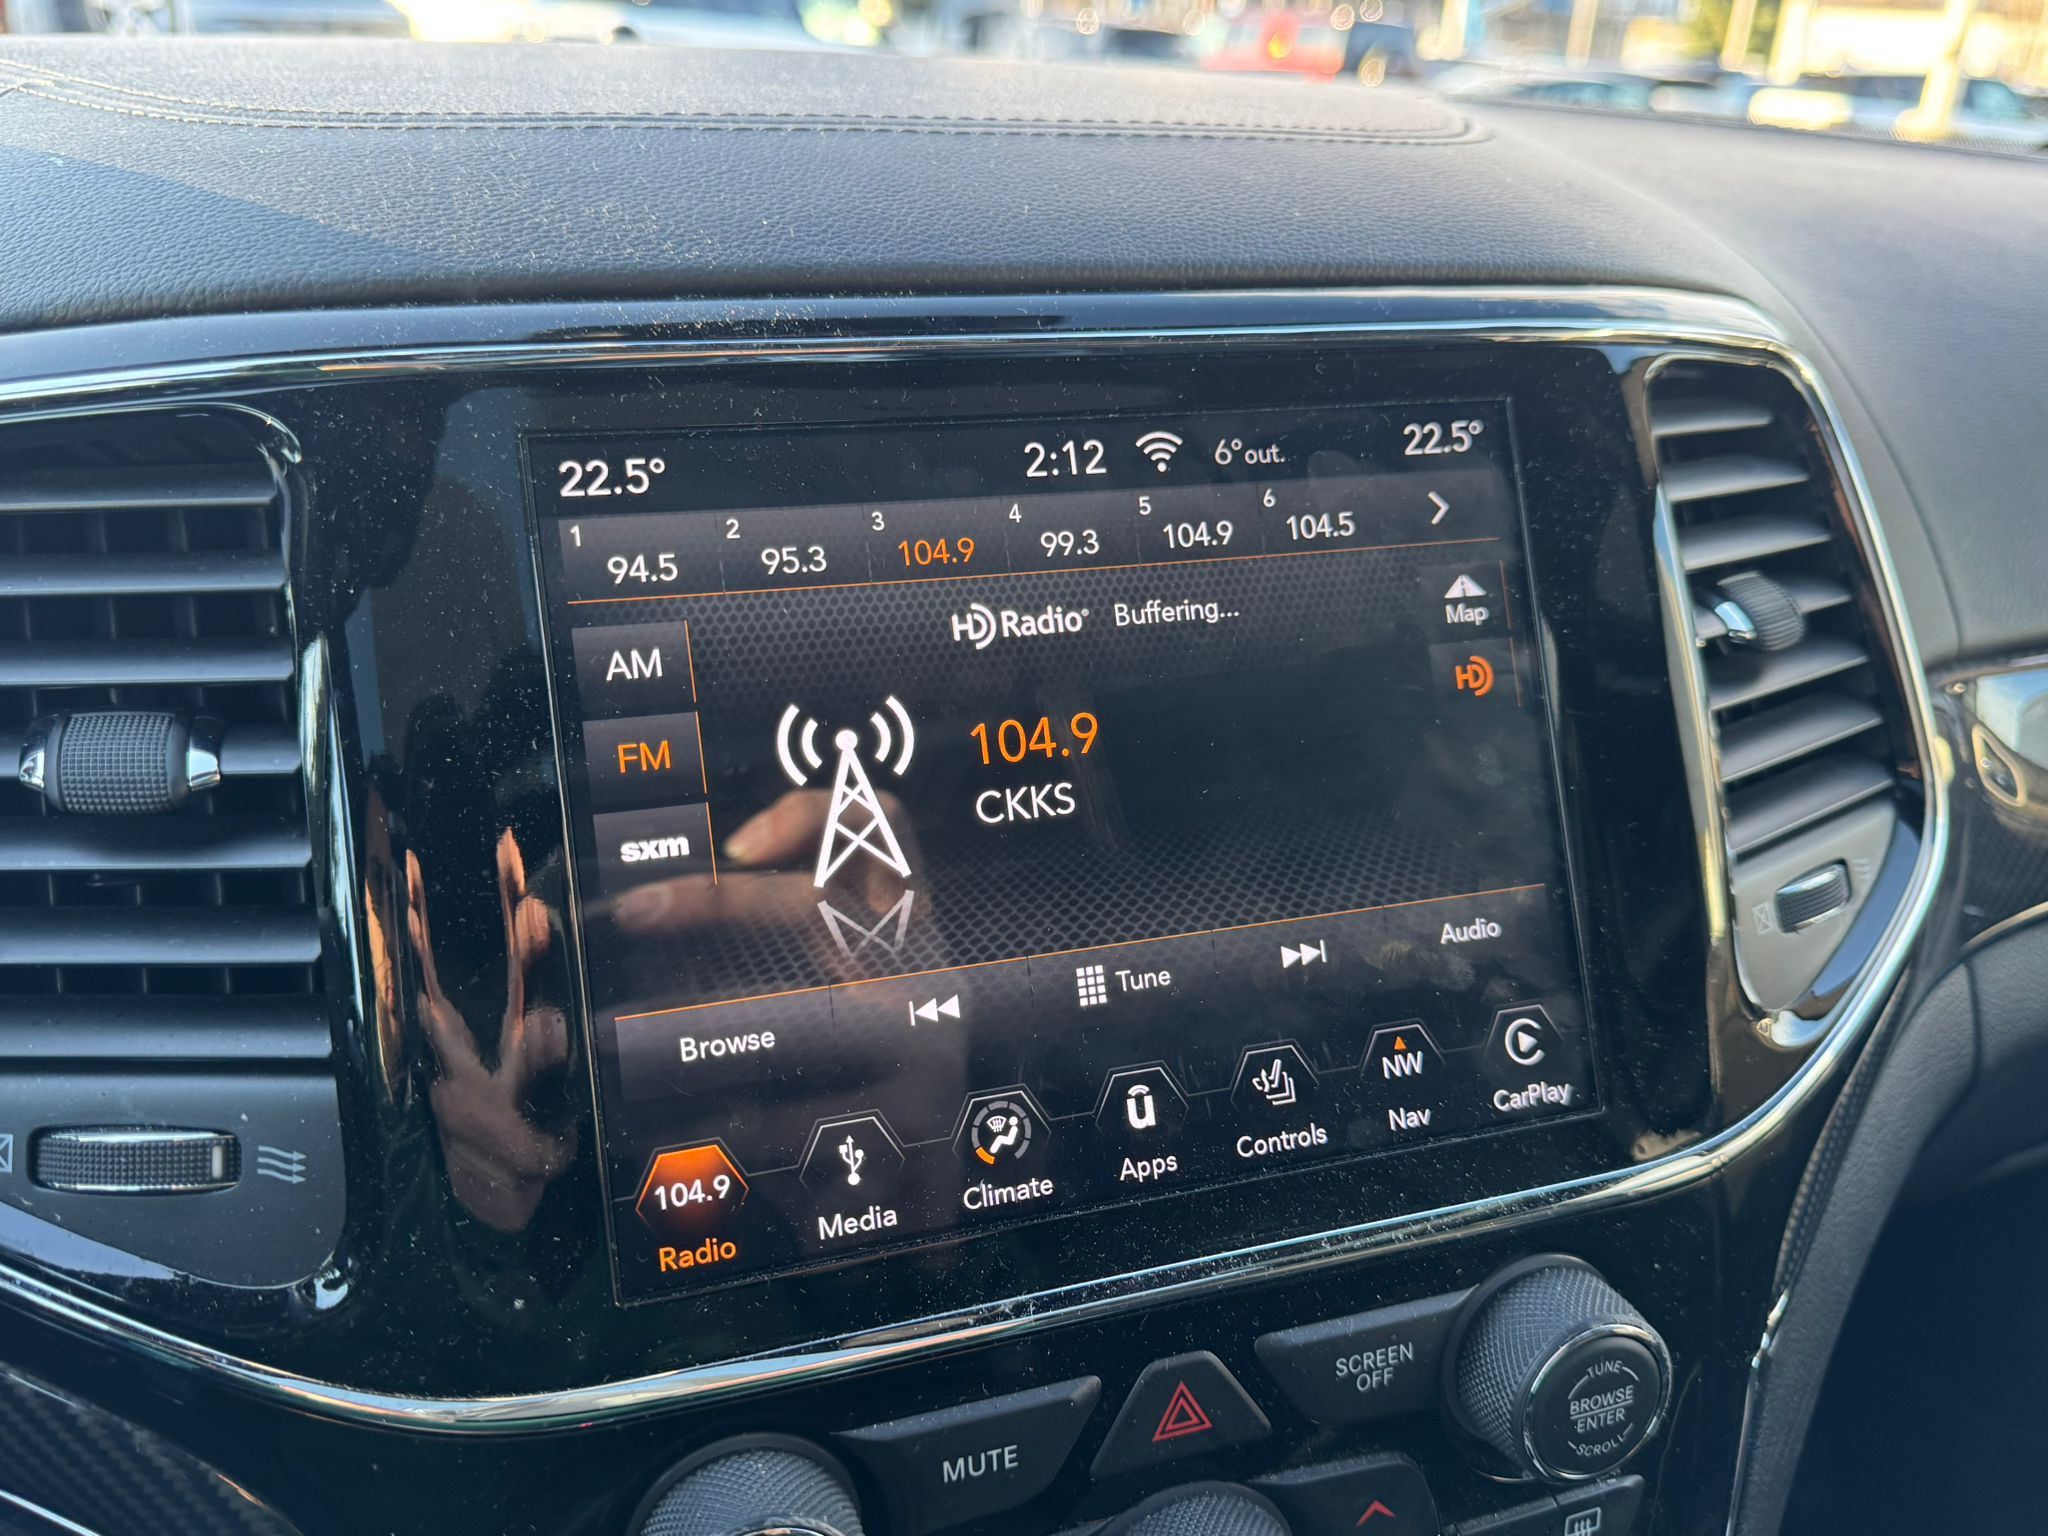 22.5° 2:12 6° out. 22.5°
1 2 3 4 5 6
94.5 95.3 104.9 99.3 104.9 104.5
HD Radio® Buffering...
Map
AM
HD
FM
104.9
CKKS
sxm
Browse Tune Audio
104.9 u NW
Radio Media Climate Apps Controls Nav CarPlay
MUTE
SCREEN
OFF
TUNE
BROWSE
ENTER
SCROLL